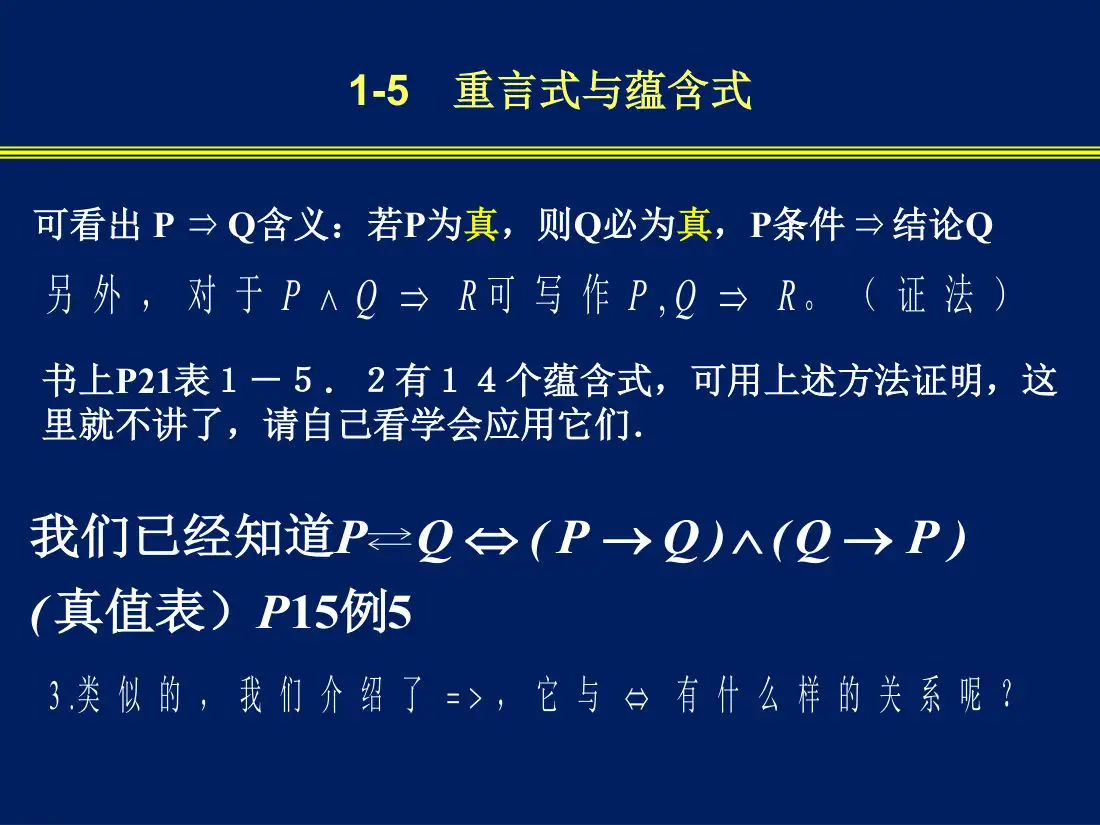 1-5 重言式与蕴含式
可看出 P ⇒ Q含义：若P为真，则Q必为真，P条件 ⇒ 结论Q
另外，对于P∧Q ⇒ R可写作P,Q ⇒ R。（证法）
书上P21表１－５．２有１４个蕴含式，可用上述方法证明，这
里就不讲了，请自己看学会应用它们．
我们已经知道P⇄Q⇔(P→Q)∧(Q→P)
(真值表）P15例5
3.类似的，我们介绍了=>，它与⇔有什么样的关系呢？